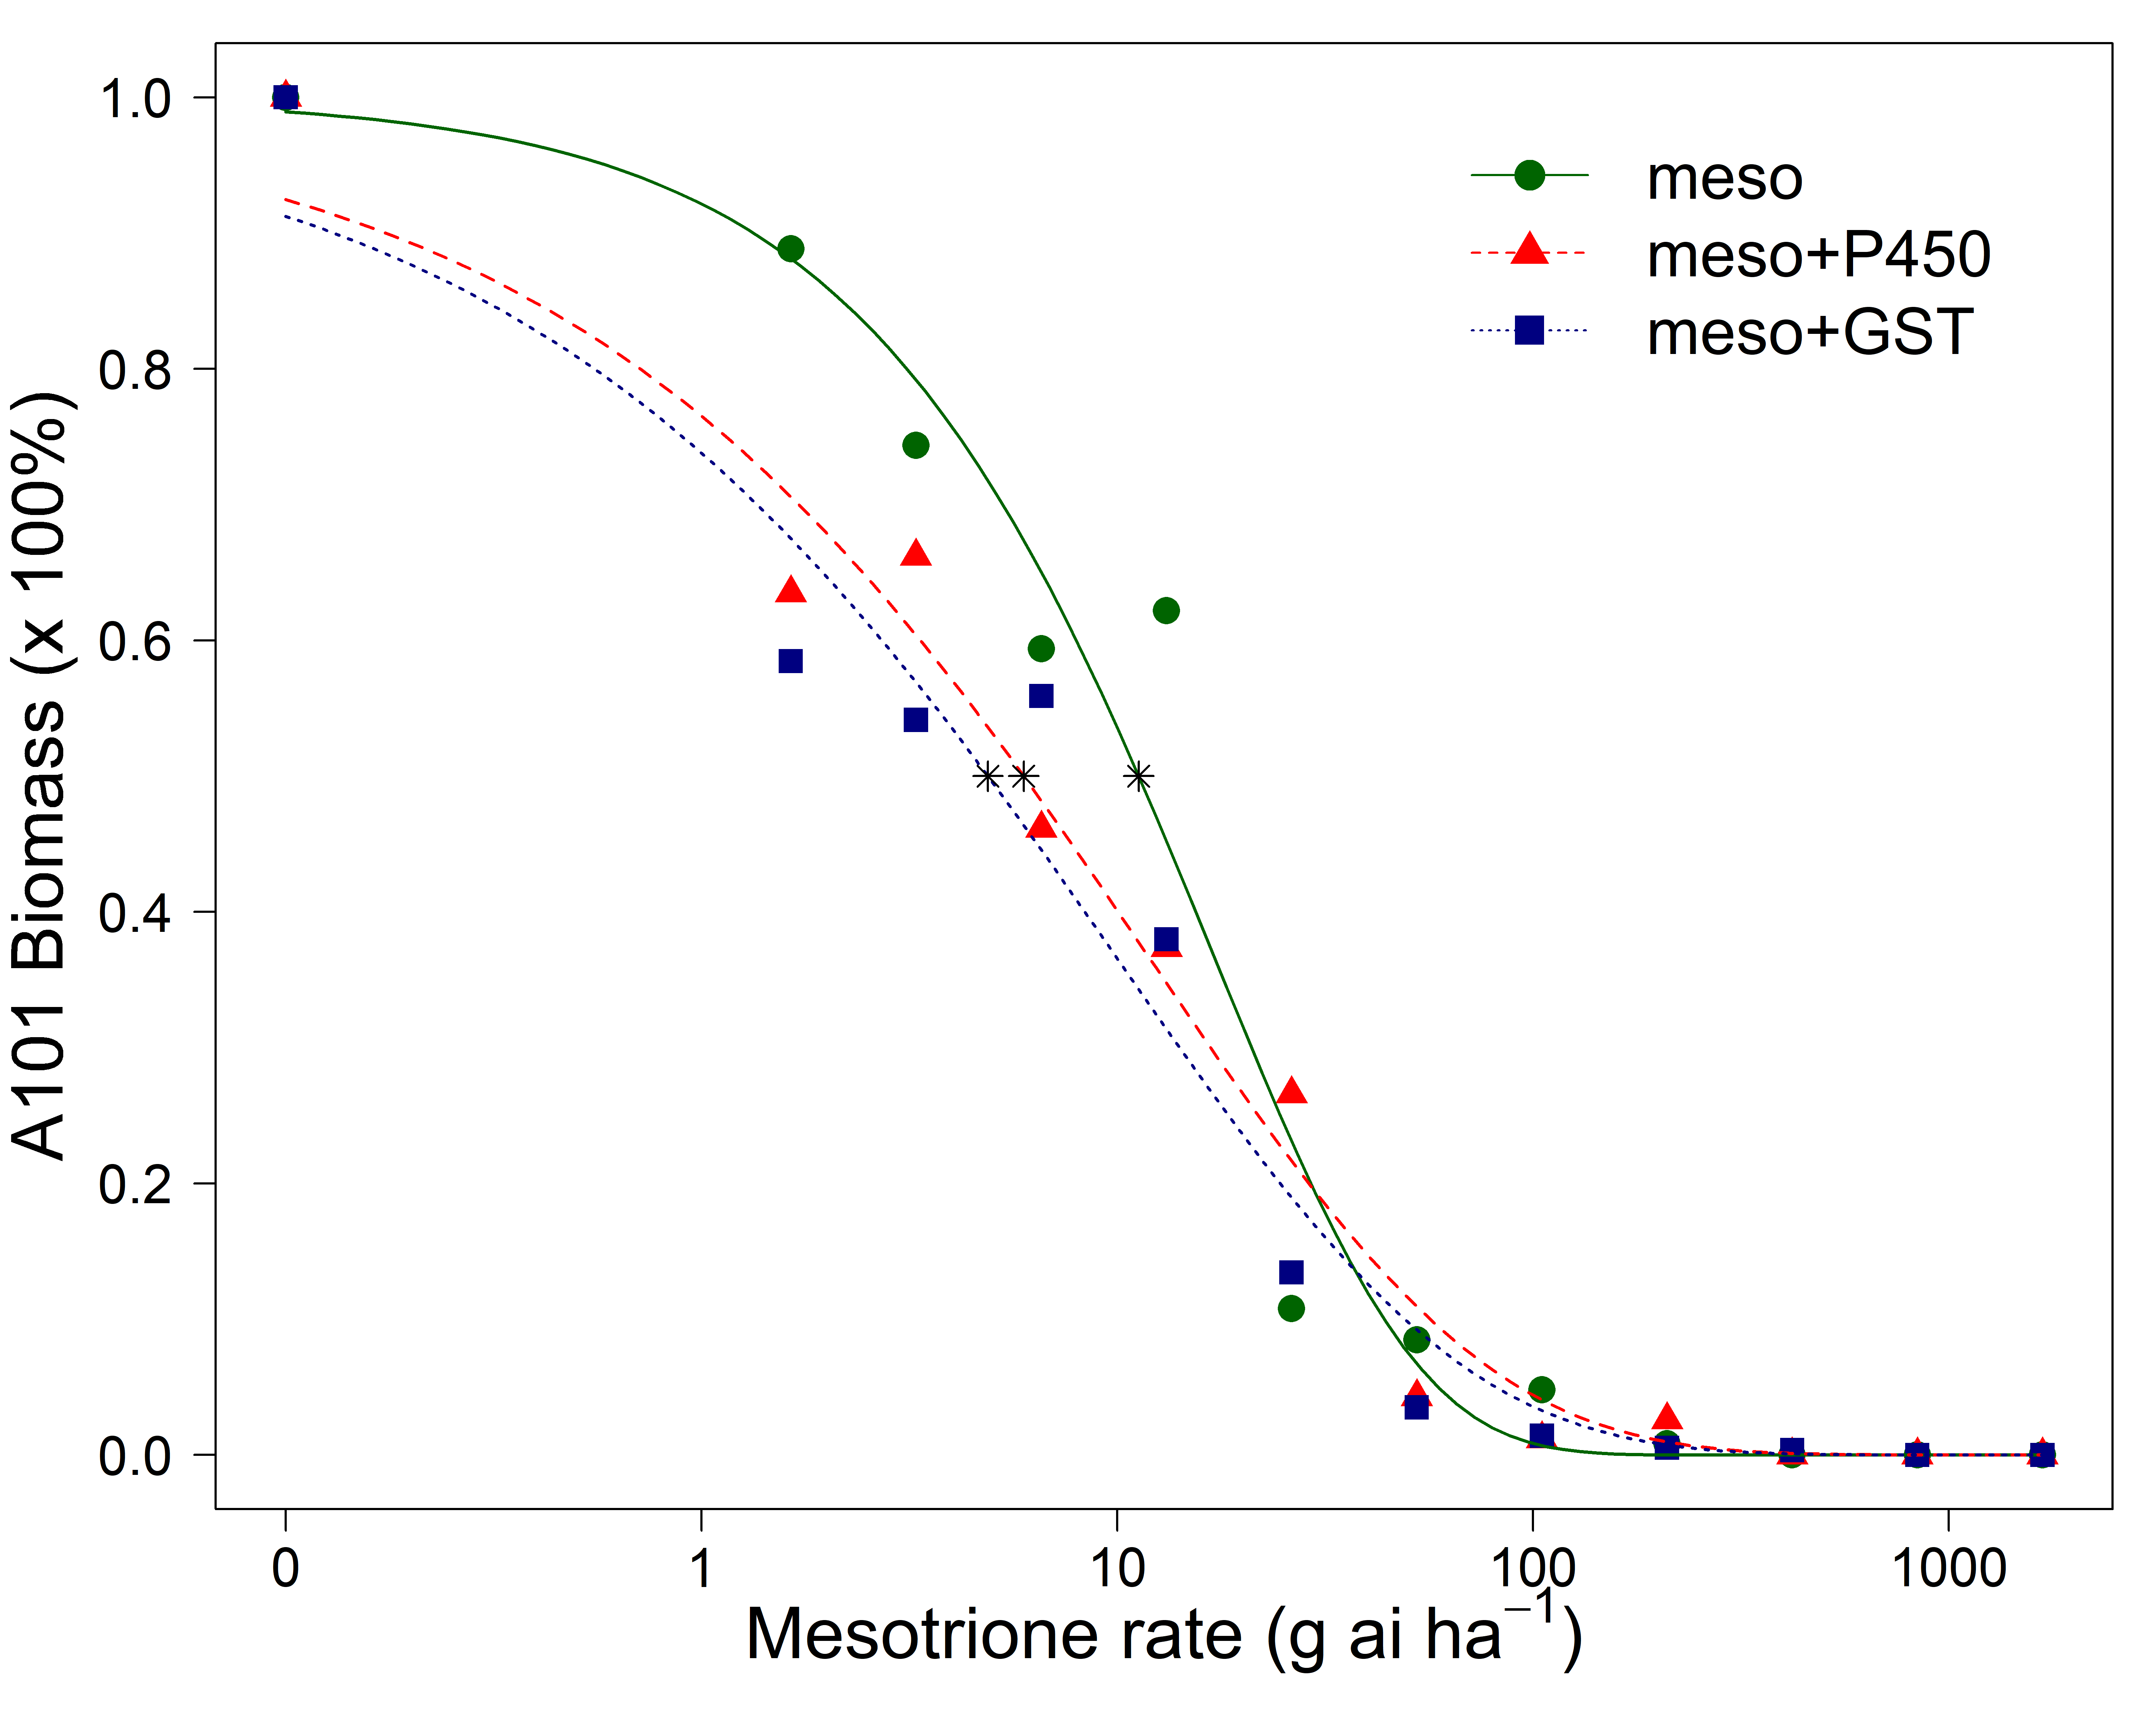 meso
meso+P450
meso+GST
1.0
0.8
0.6
0.4
0.2
0.0
A101 Biomass (x 100%)
0 1 10 100 1000
Mesotrione rate (g ai ha⁻¹)